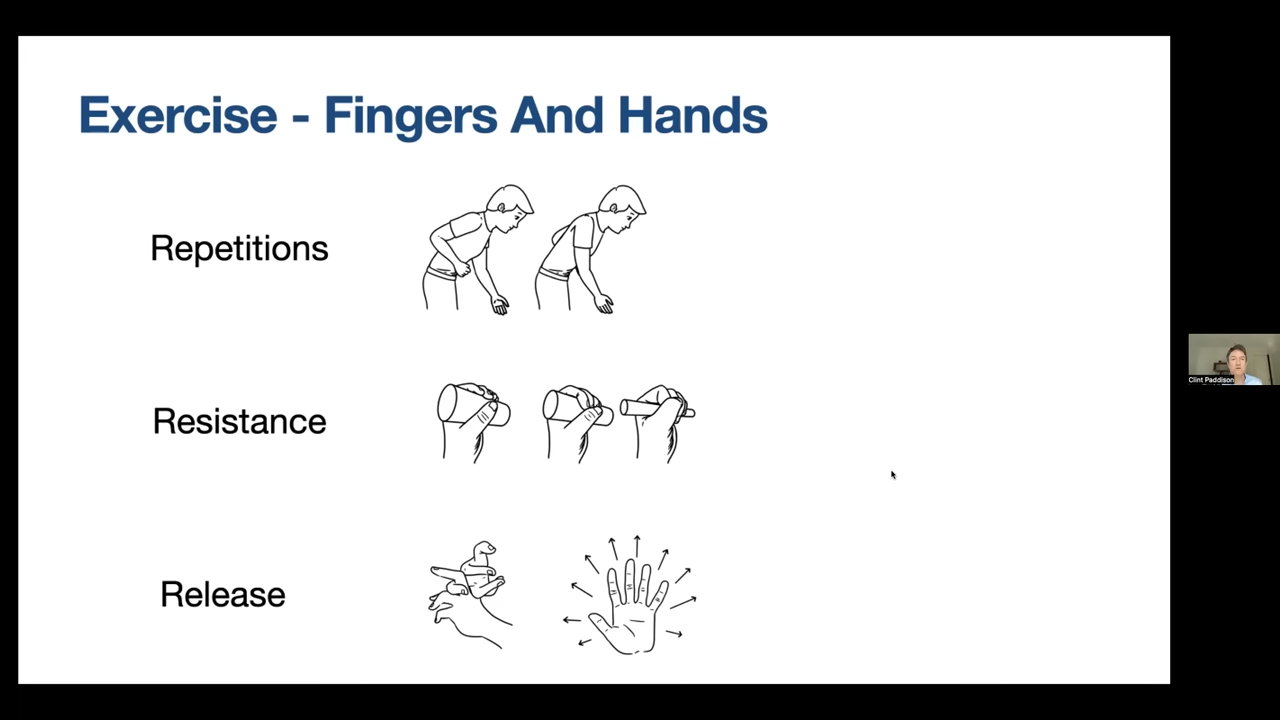 Exercise - Fingers And Hands
Repetitions
Resistance
Clint Paddison
Release